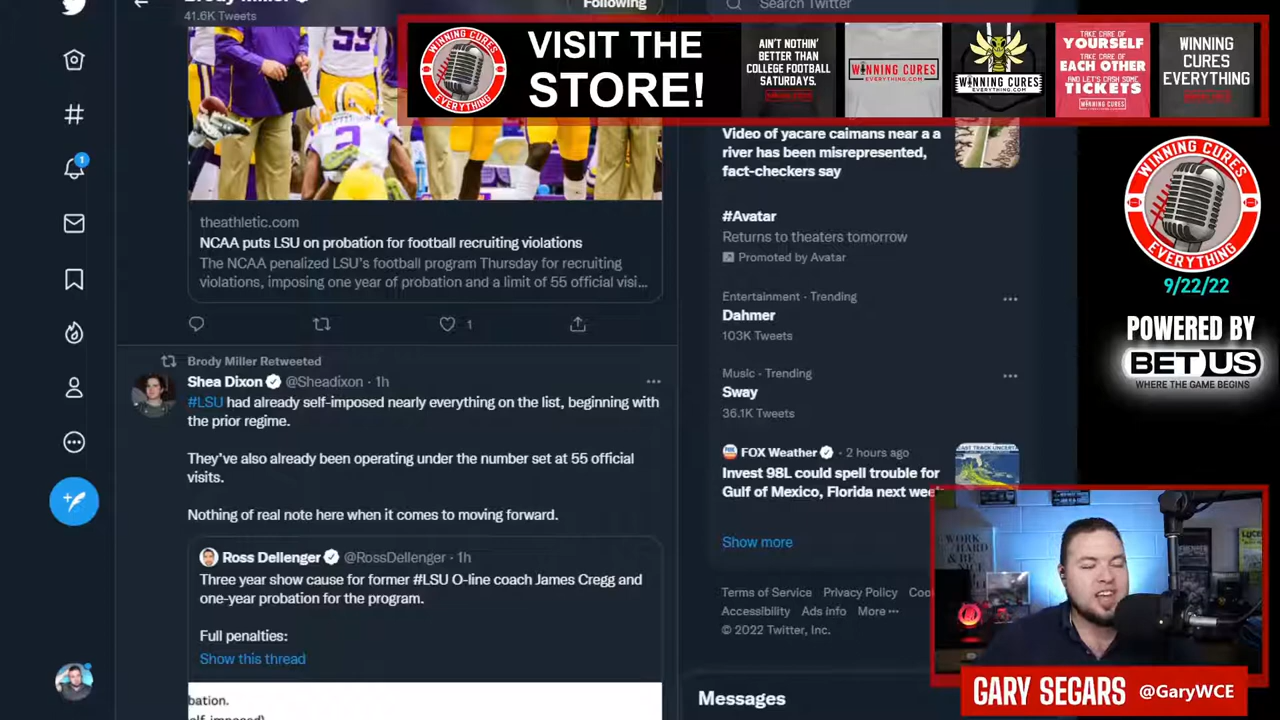 Brody Miller
41.6K Tweets
Following
Search Twitter
WINNING CURES
EVERYTHING
VISIT THE
STORE!
AIN'T NOTHIN'
BETTER THAN
COLLEGE FOOTBALL
SATURDAYS.
WINNING CURES
EVERYTHING.COM
WINNING CURES
TAKE CARE OF
YOURSELF
TAKE CARE OF
EACH OTHER
AND LET'S CASH SOME
TICKETS
WINNING CURES
WINNING
CURES
EVERYTHING
59
2
theathletic.com
NCAA puts LSU on probation for football recruiting violations
The NCAA penalized LSU's football program Thursday for recruiting
violations, imposing one year of probation and a limit of 55 official visi...
1
Brody Miller Retweeted
Shea Dixon @Sheadixon · 1h
#LSU had already self-imposed nearly everything on the list, beginning with
the prior regime.
They've also already been operating under the number set at 55 official
visits.
Nothing of real note here when it comes to moving forward.
Ross Dellenger @RossDellenger · 1h
Three year show cause for former #LSU O-line coach James Cregg and
one-year probation for the program.
Full penalties:
Show this thread
bation.
Video of yacare caimans near a a
river has been misrepresented,
fact-checkers say
#Avatar
Returns to theaters tomorrow
Promoted by Avatar
Entertainment · Trending
Dahmer
103K Tweets
Music · Trending
Sway
36.1K Tweets
FOX Weather · 2 hours ago
Invest 98L could spell trouble for
Gulf of Mexico, Florida next wee
Show more
Terms of Service Privacy Policy Coo
Accessibility Ads info More
© 2022 Twitter, Inc.
Messages
1
WINNING CURES
EVERYTHING
9/22/22
POWERED BY
BETUS
WHERE THE GAME BEGINS
WORK
HARD &
GARY SEGARS @GaryWCE